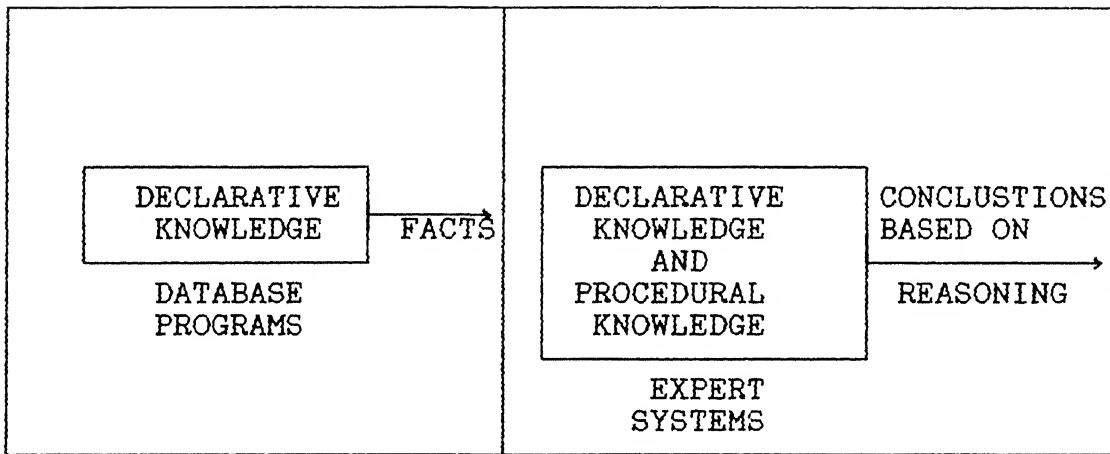 DECLARATIVE
KNOWLEDGE
FACTS
DATABASE
PROGRAMS
DECLARATIVE
KNOWLEDGE
AND
PROCEDURAL
KNOWLEDGE
CONCLUSTIONS
BASED ON
REASONING
EXPERT
SYSTEMS